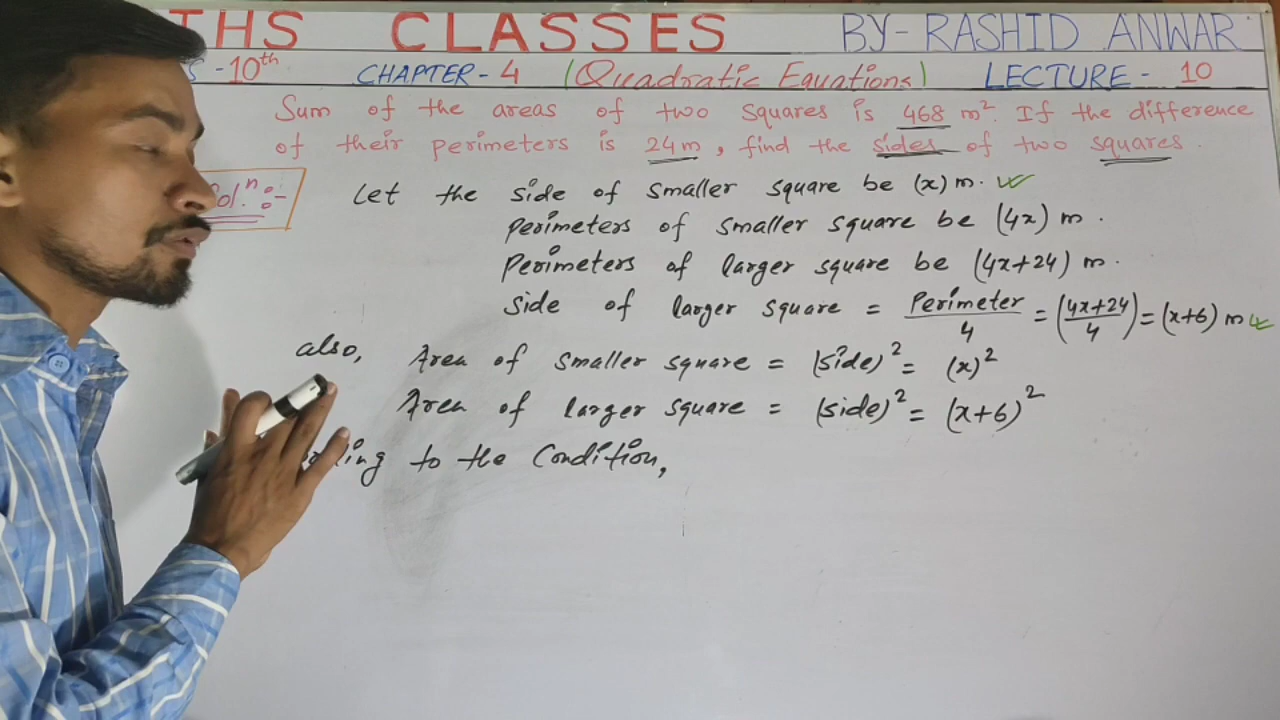 THS CLASSES BY- RASHID ANWAR
S - 10th CHAPTER - 4 (Quadratic Equations) LECTURE - 10
Sum of the areas of two squares is 468 m². If the difference
of their perimeters is 24m, find the sides of two squares.
Solⁿ :- Let the side of smaller square be (x) m.
perimeters of smaller square be (4x) m.
Perimeters of larger square be (4x+24) m.
Side of larger square = Perimeter/4 = (4x+24/4) = (x+6) m
also, Area of smaller square = (side)² = (x)²
Area of larger square = (side)² = (x+6)²
ding to the Condition,